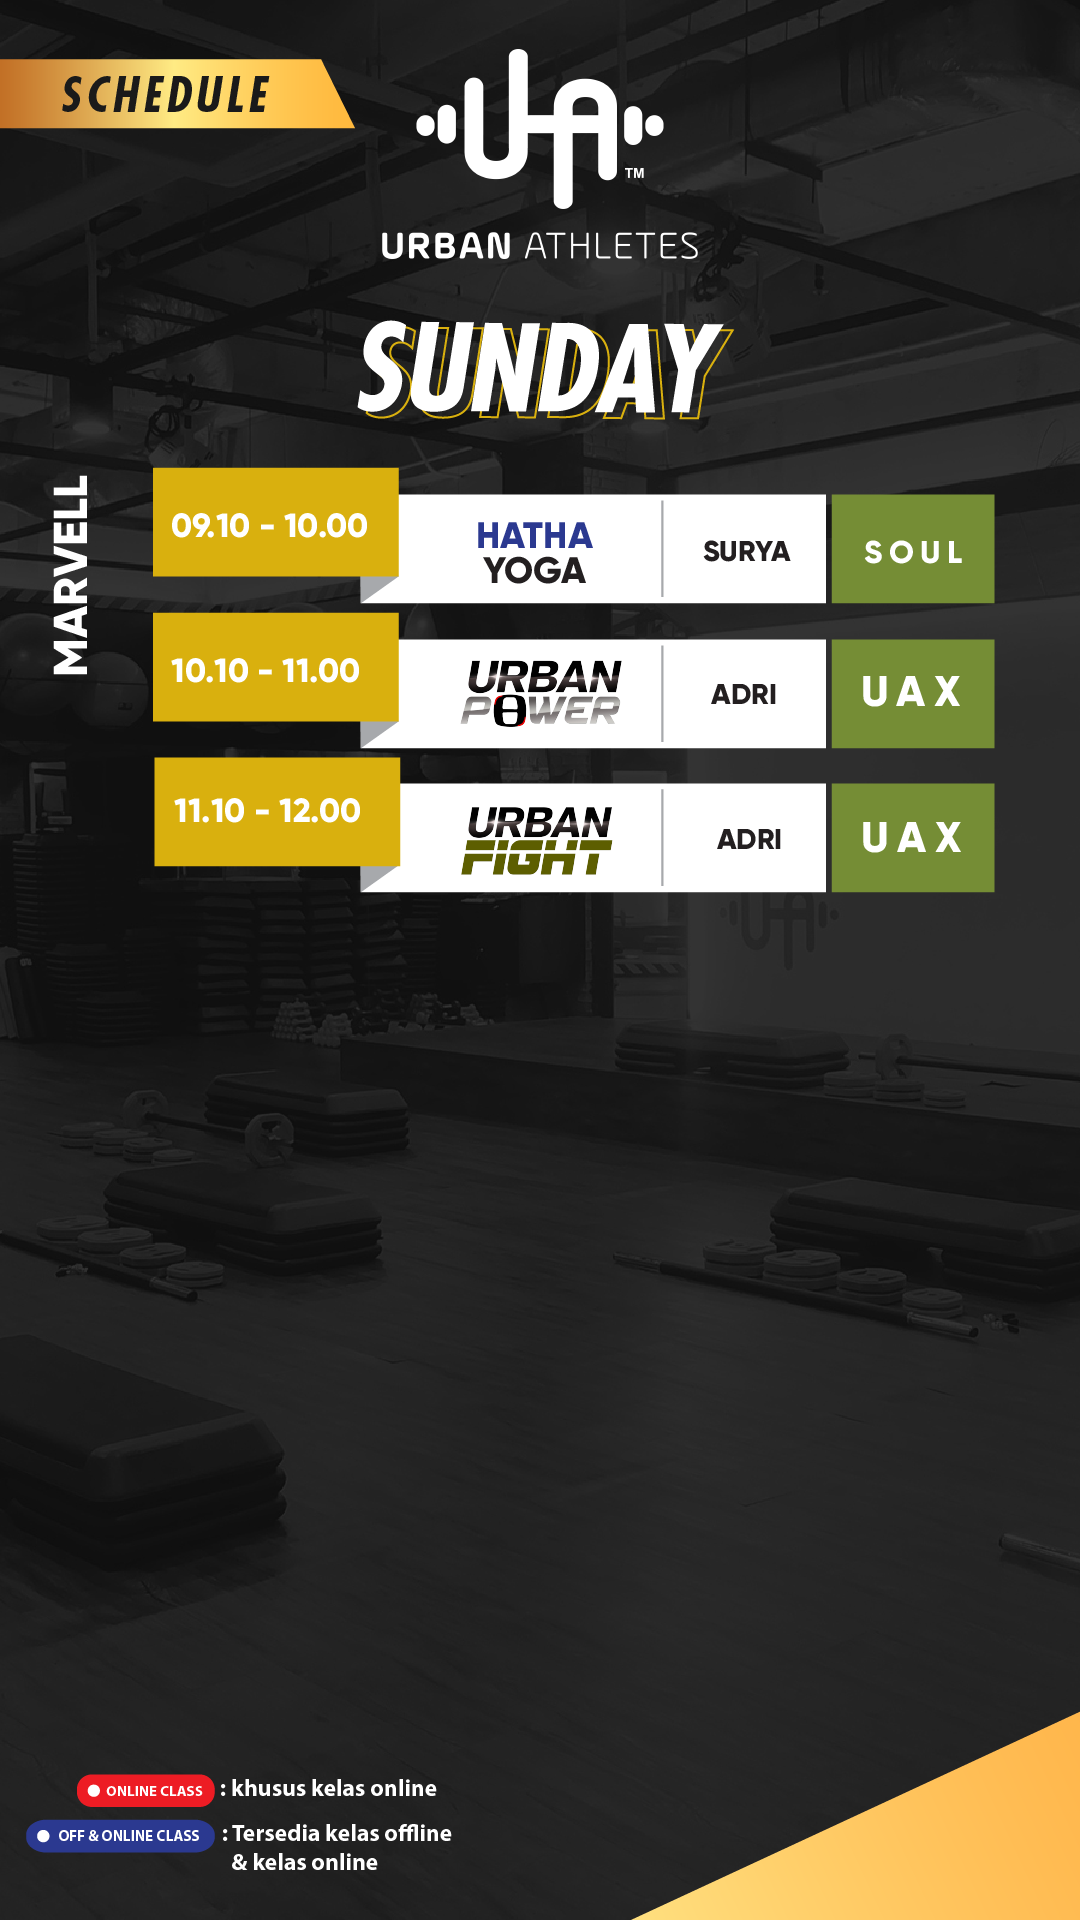 SCHEDULE
UA
TM
URBAN ATHLETES
SUNDAY
MARVELL
09.10 - 10.00
HATHA
YOGA
SURYA
SOUL
10.10 - 11.00
URBAN
POWER
ADRI
UAX
11.10 - 12.00
URBAN
FIGHT
ADRI
UAX
UA
ONLINE CLASS : khusus kelas online
OFF & ONLINE CLASS : Tersedia kelas offline
& kelas online